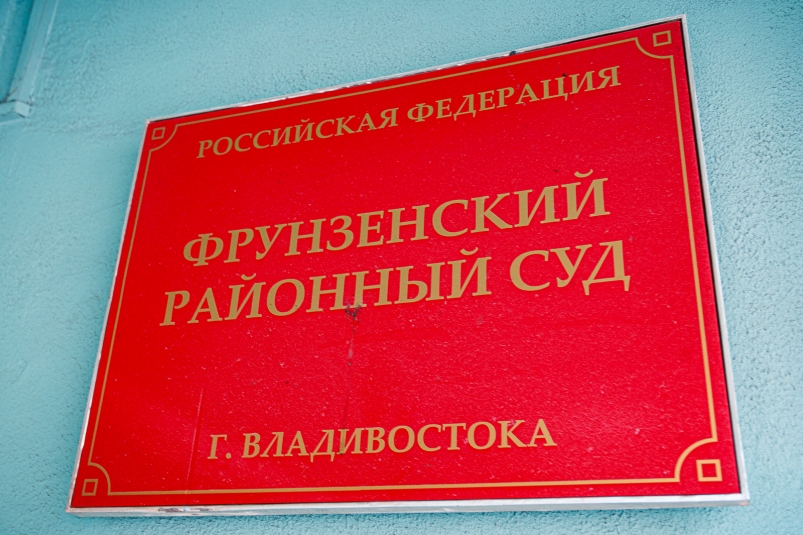 РОССИЙСКАЯ ФЕДЕРАЦИЯ
ФРУНЗЕНСКИЙ
РАЙОННЫЙ СУД
Г. ВЛАДИВОСТОКА